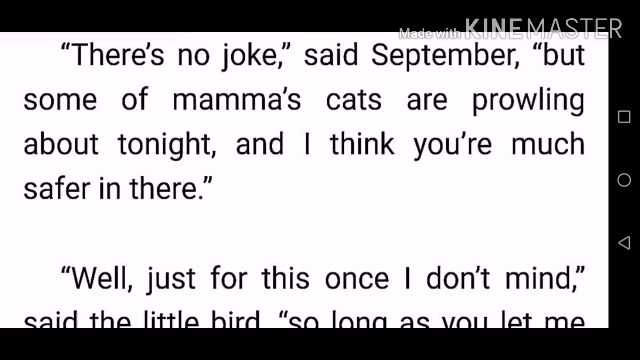 Made with KINEMASTER
“There’s no joke,” said September, “but
some of mamma’s cats are prowling
about tonight, and I think you’re much
safer in there.”
“Well, just for this once I don’t mind,”
said the little bird, “so long as you let me